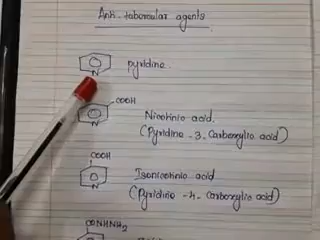 Anti-tubercular agents
N
pyridine.
COOH
N
Nicotinic acid.
(Pyridine-3-Carboxylic acid)
COOH
N
Isonicotinic acid
(Pyridine-4-Carboxylic acid)
CONHNH2